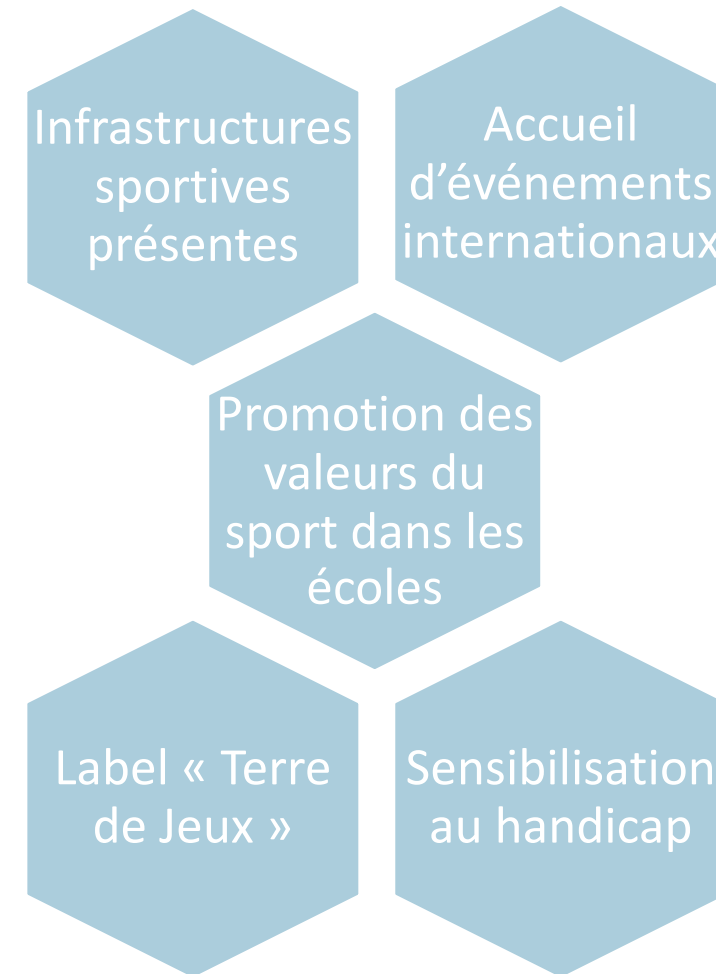 Infrastructures
sportives
présentes
Accueil
d’événements
internationaux
Promotion des
valeurs du
sport dans les
écoles
Label « Terre
de Jeux »
Sensibilisation
au handicap